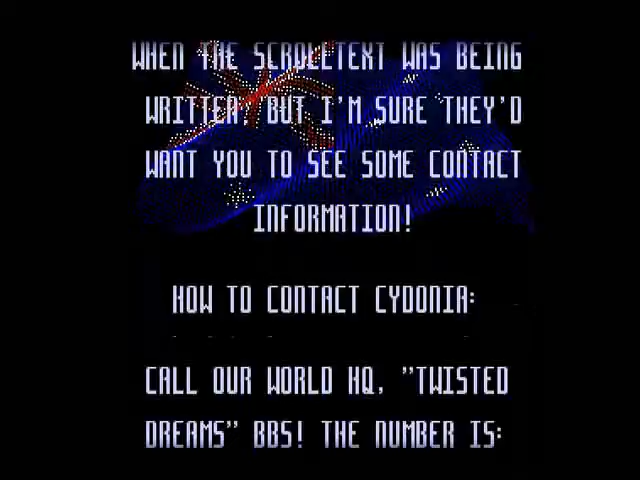 WHEN THE SCROLLTEXT WAS BEING
WRITTEN, BUT I'M SURE THEY'D
WANT YOU TO SEE SOME CONTACT
INFORMATION!
HOW TO CONTACT CYDONIA:
CALL OUR WORLD HQ, "TWISTED
DREAMS" BBS! THE NUMBER IS: